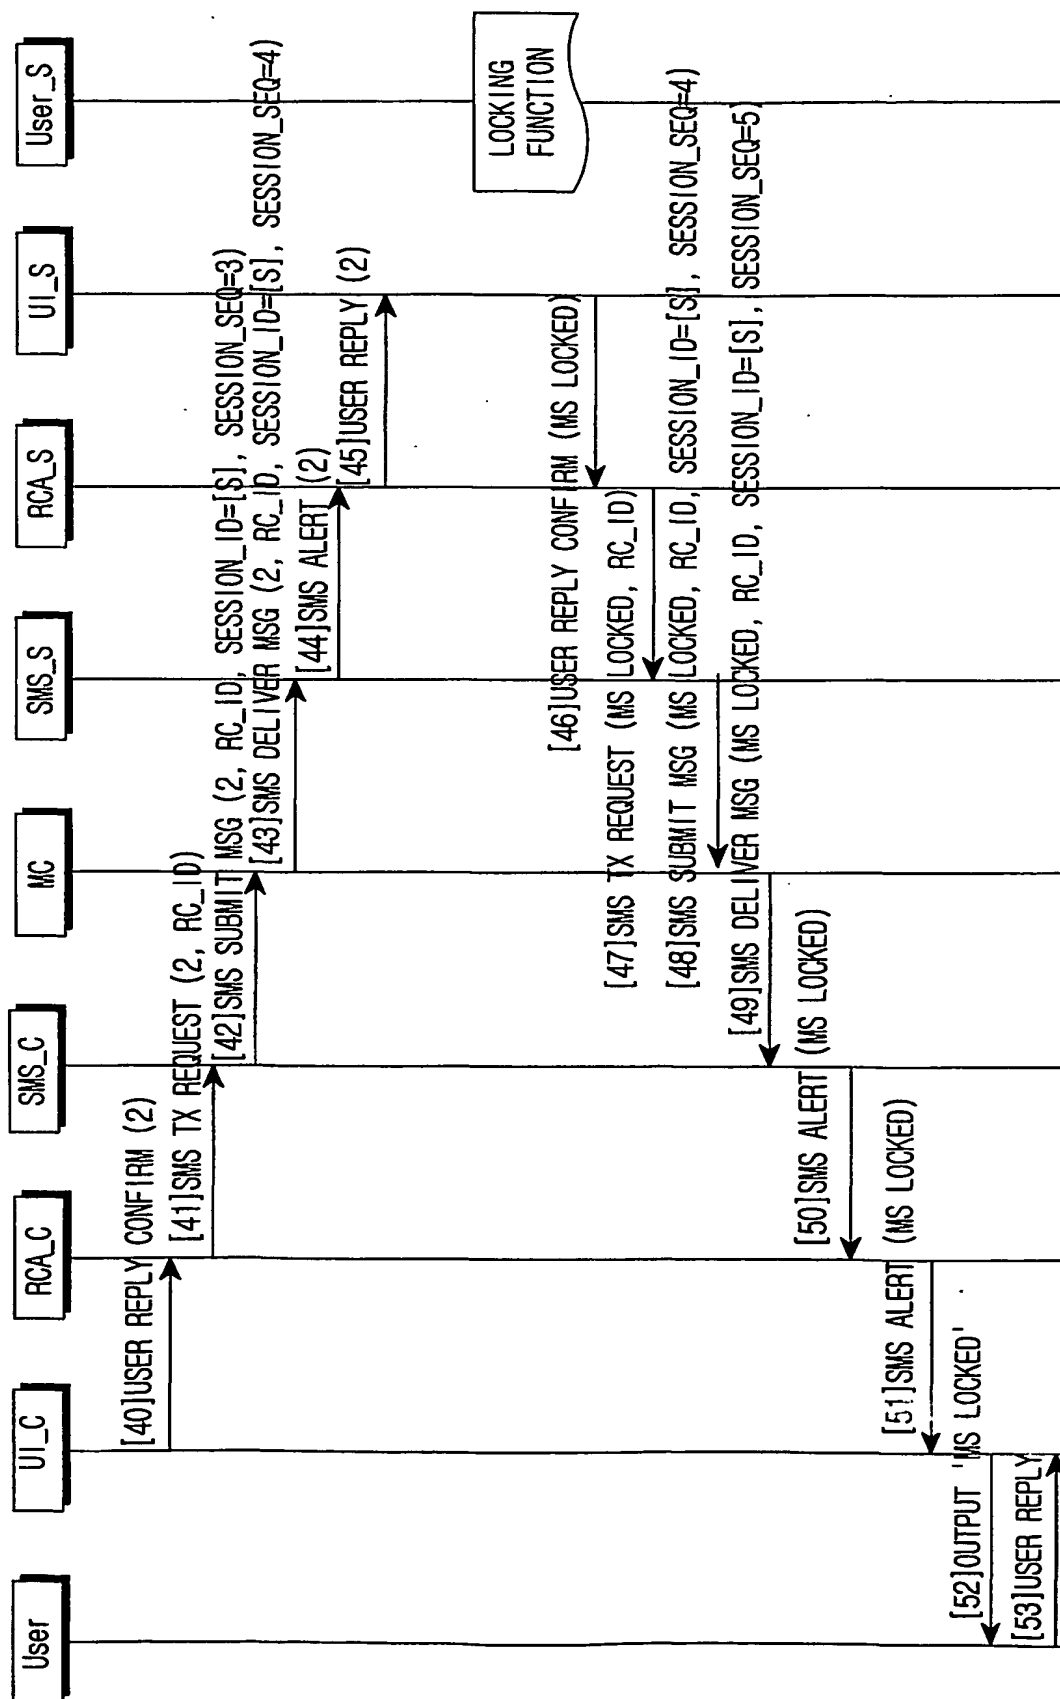 User
UI_C
RCA_C
SMS_C
MC
SMS_S
RCA_S
UI_S
User_S
[40]USER REPLY CONFIRM (2)
[41]SMS TX REQUEST (2, RC_ID)
[42]SMS SUBMIT MSG (2, RC_ID, SESSION_ID=[S], SESSION_SEQ=3)
[43]SMS DELIVER MSG (2, RC_ID, SESSION_ID=[S], SESSION_SEQ=4)
[44]SMS ALERT (2)
[45]USER REPLY (2)
LOCKING
FUNCTION
[46]USER REPLY CONFIRM (MS LOCKED)
[47]SMS TX REQUEST (MS LOCKED, RC_ID)
[48]SMS SUBMIT MSG (MS LOCKED, RC_ID, SESSION_ID=[S], SESSION_SEQ=4)
[49]SMS DELIVER MSG (MS LOCKED, RC_ID, SESSION_ID=[S], SESSION_SEQ=5)
[50]SMS ALERT (MS LOCKED)
[51]SMS ALERT (MS LOCKED)
[52]OUTPUT 'MS LOCKED'
[53]USER REPLY